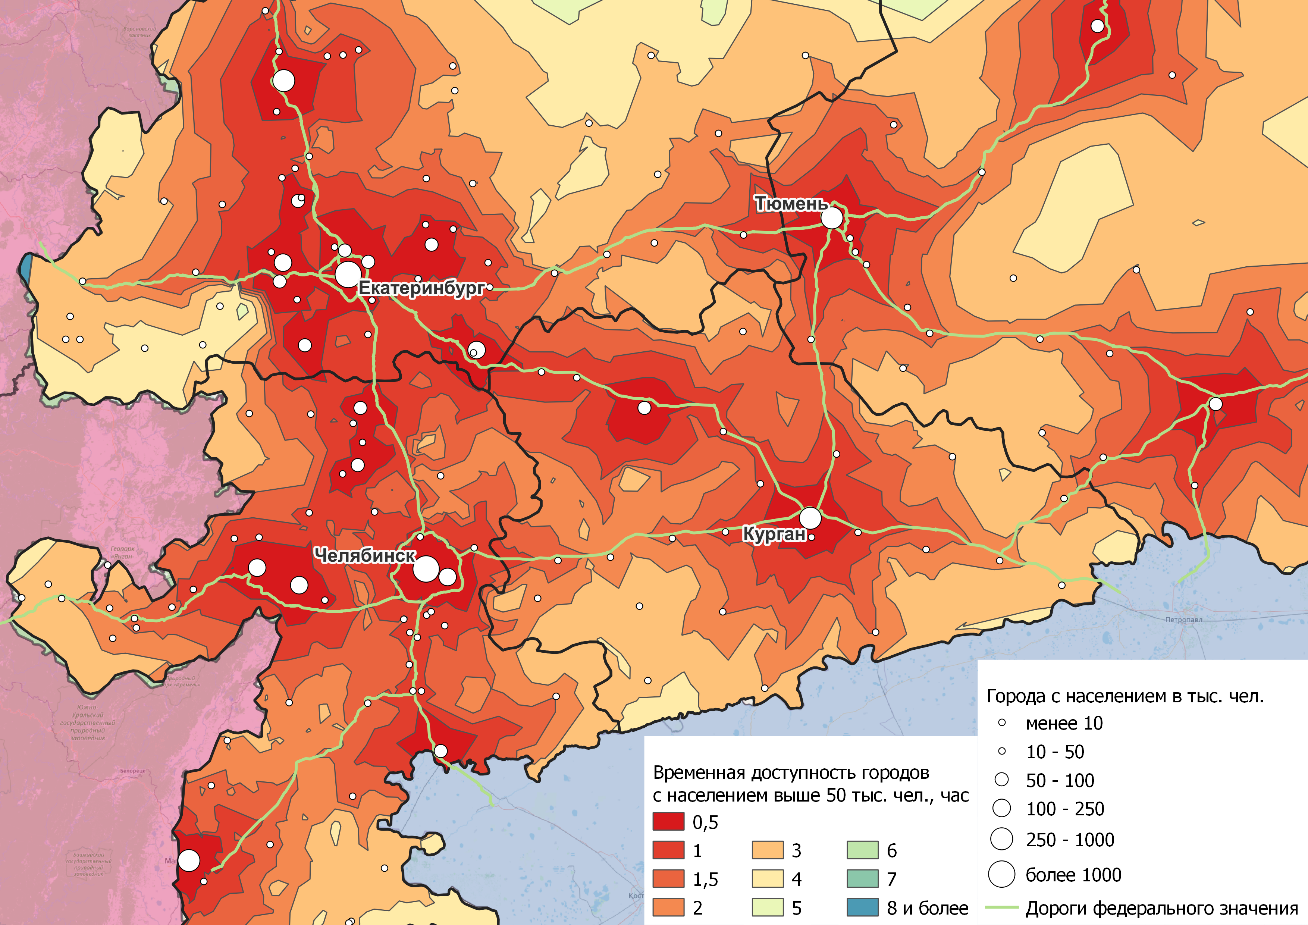 Тюмень
Екатеринбург
Курган
Челябинск
Петропавл
Временная доступность городов
с населением выше 50 тыс. чел., час
0,5
1
1,5
2
3
4
5
6
7
8 и более
Города с населением в тыс. чел.
менее 10
10 - 50
50 - 100
100 - 250
250 - 1000
более 1000
Дороги федерального значения